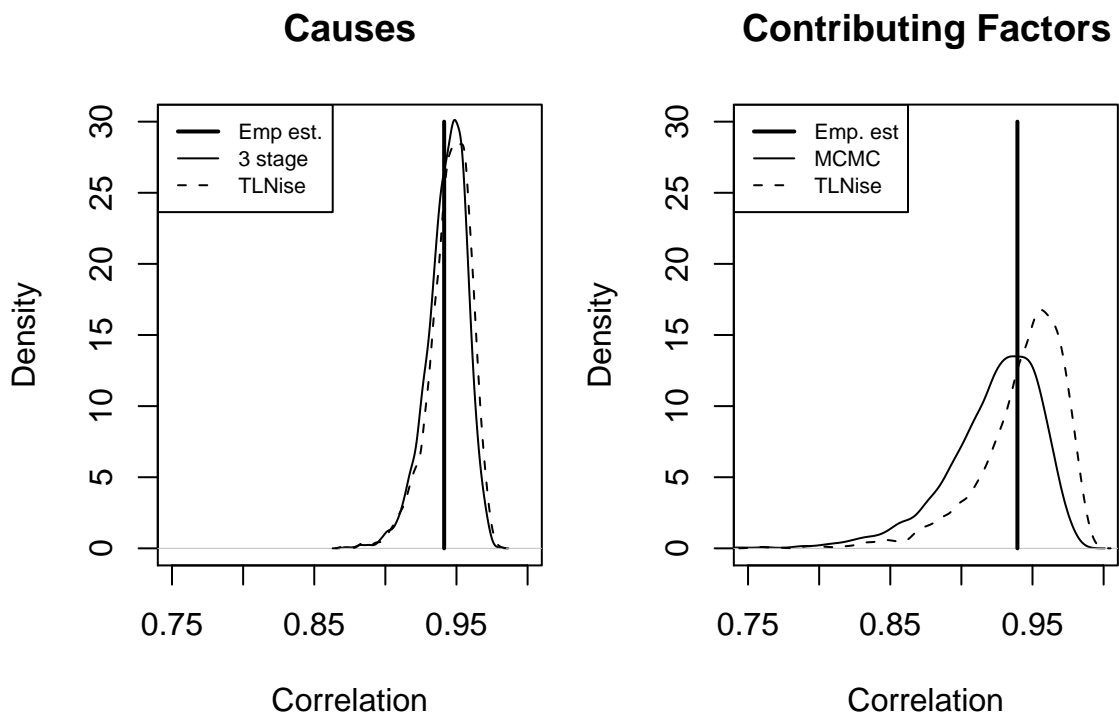 Causes
Density
30
25
20
15
10
5
0
Emp est.
3 stage
TLNise
0.75 0.85 0.95
Correlation
Contributing Factors
Density
30
25
20
15
10
5
0
Emp. est
MCMC
TLNise
0.75 0.85 0.95
Correlation